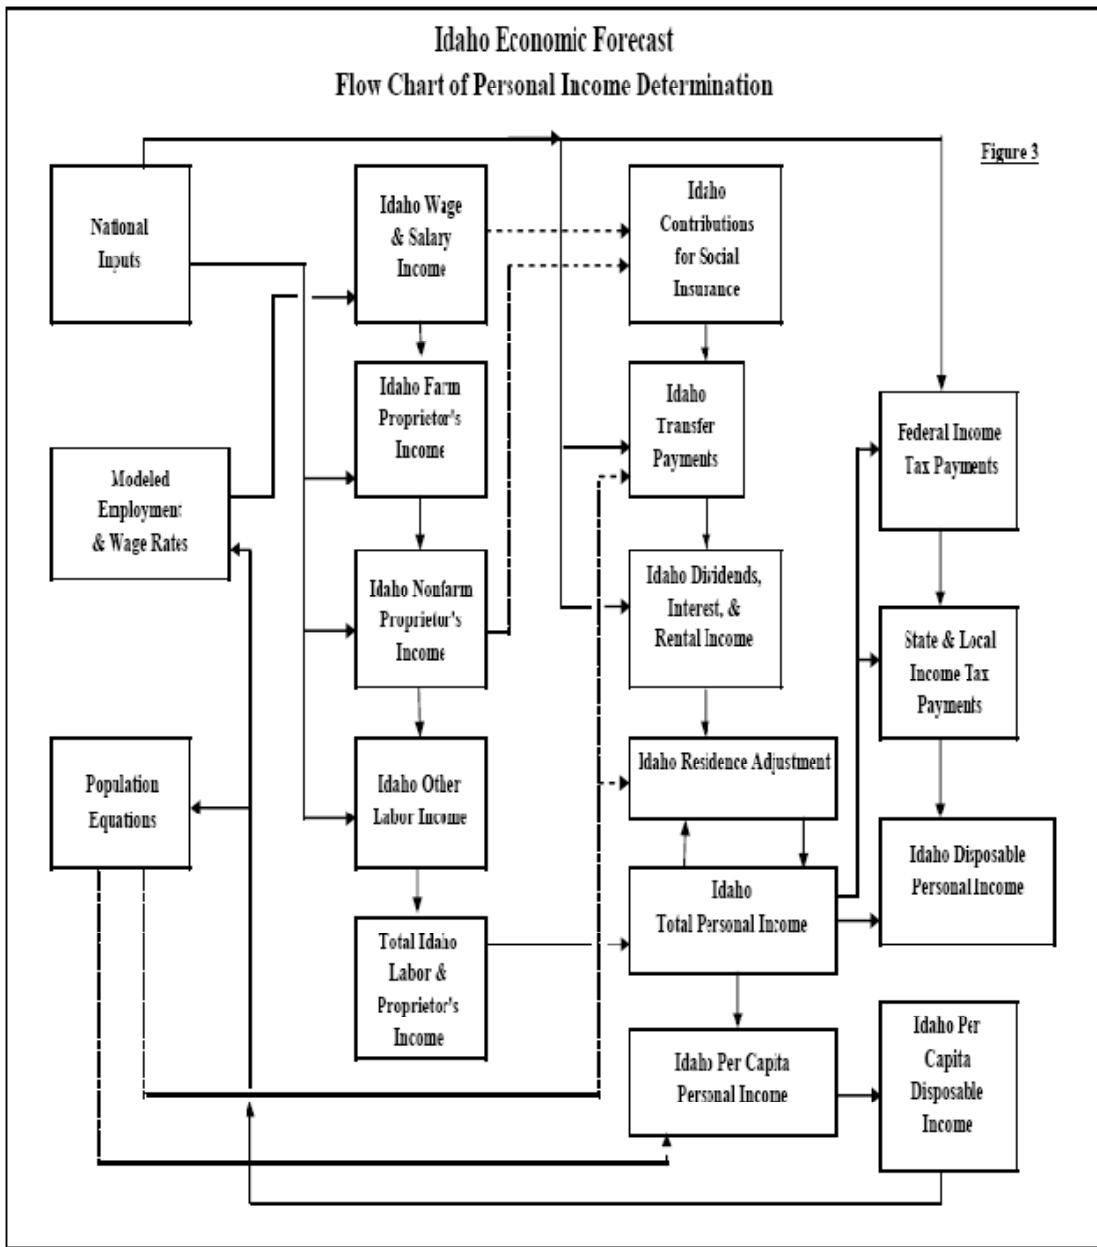 Idaho Economic Forecast
Flow Chart of Personal Income Determination
Figure 3
National
Inputs
Idaho Wage
& Salary
Income
Idaho
Contributions
for Social
Insurance
Idaho Farm
Proprietor's
Income
Idaho
Transfer
Payments
Federal Income
Tax Payments
Modeled
Employment
& Wage Rates
Idaho Nonfarm
Proprietor's
Income
Idaho Dividends,
Interest, &
Rental Income
State & Local
Income Tax
Payments
Population
Equations
Idaho Other
Labor Income
Idaho Residence Adjustment
Idaho Disposable
Personal Income
Total Idaho
Labor &
Proprietor's
Income
Idaho
Total Personal Income
Idaho Per Capita
Personal Income
Idaho Per
Capita
Disposable
Income